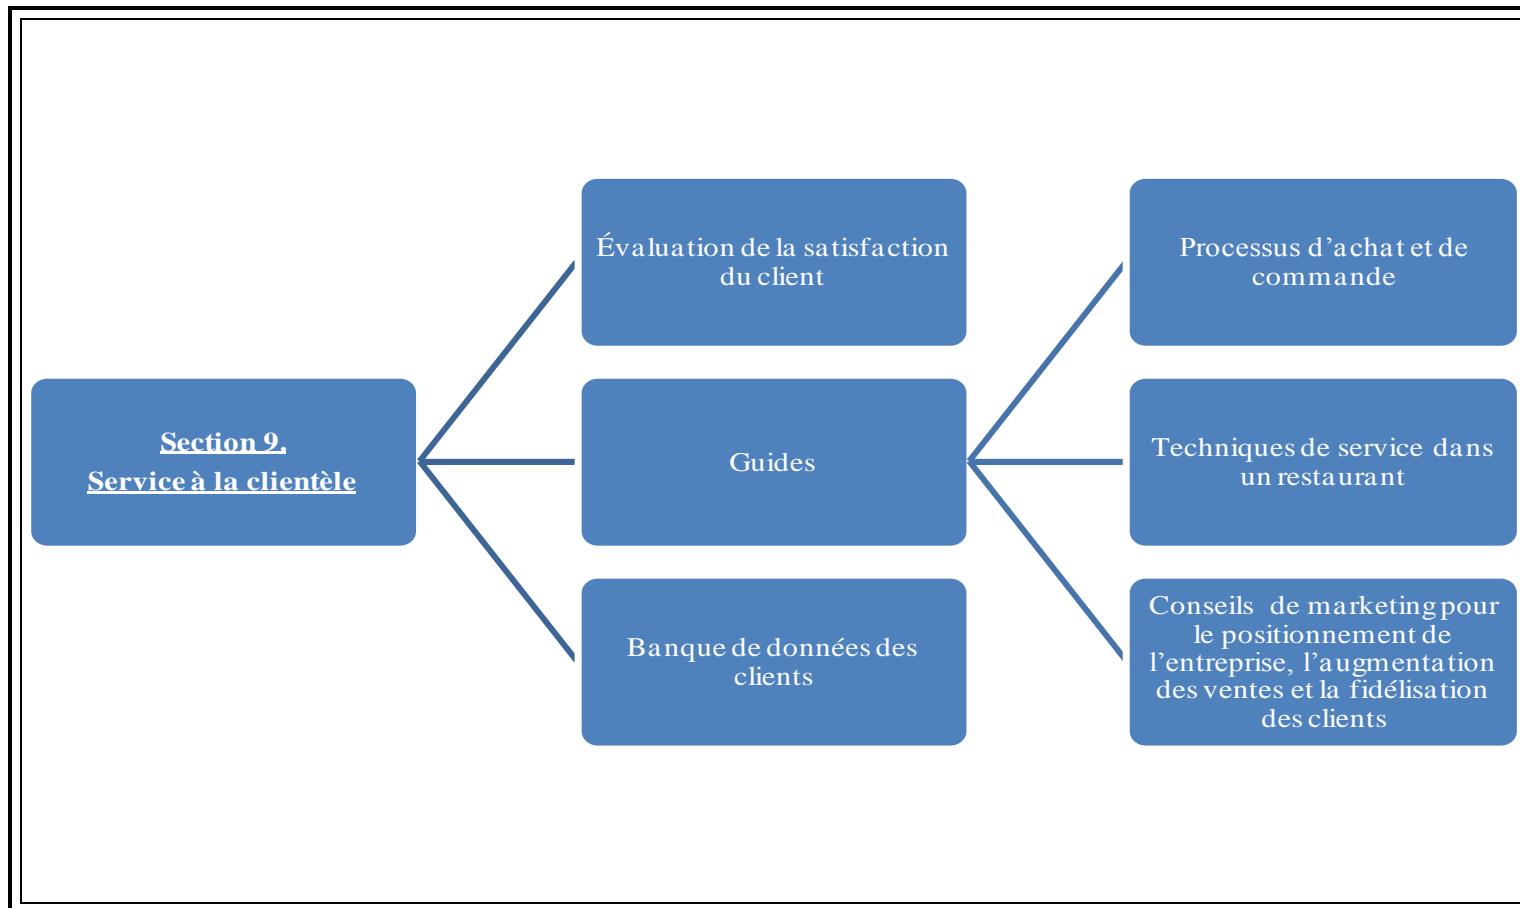 Section 9.
Service à la clientèle
Évaluation de la satisfaction
du client
Guides
Banque de données des
clients
Processus d’achat et de
commande
Techniques de service dans
un restaurant
Conseils de marketing pour
le positionnement de
l’entreprise, l’augmentation
des ventes et la fidélisation
des clients